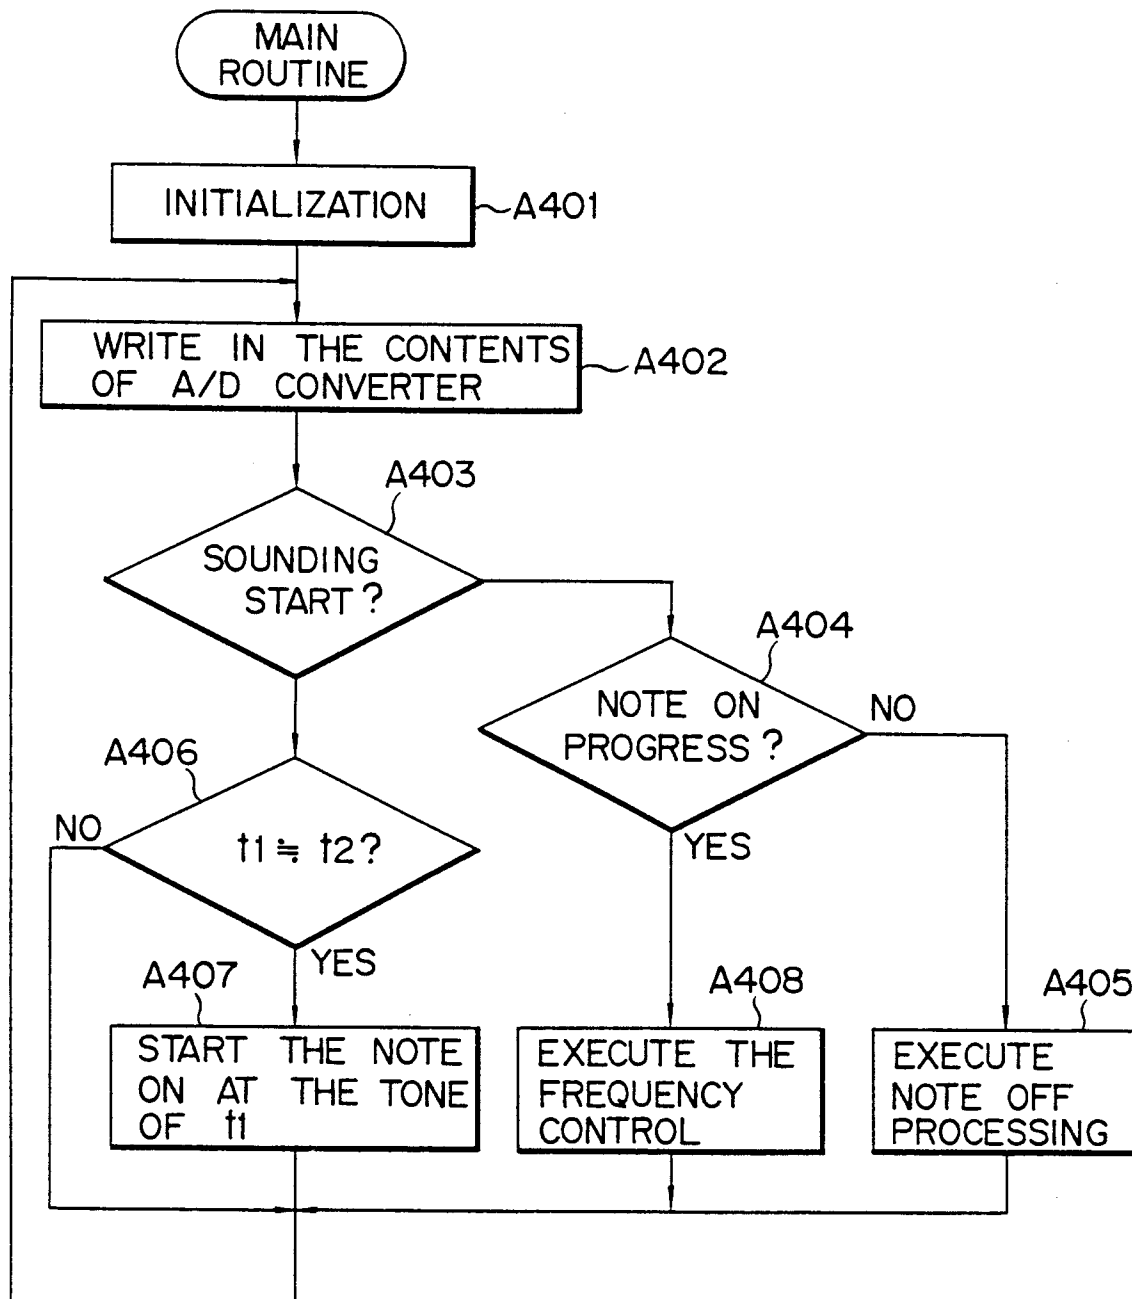 MAIN
ROUTINE
INITIALIZATION
A401
WRITE IN THE CONTENTS
OF A/D CONVERTER
A402
A403
SOUNDING
START?
A404
NOTE ON
PROGRESS?
NO
YES
A406
NO
t1≒t2?
YES
A407
START THE NOTE
ON AT THE TONE
OF t1
A408
EXECUTE THE
FREQUENCY
CONTROL
A405
EXECUTE
NOTE OFF
PROCESSING